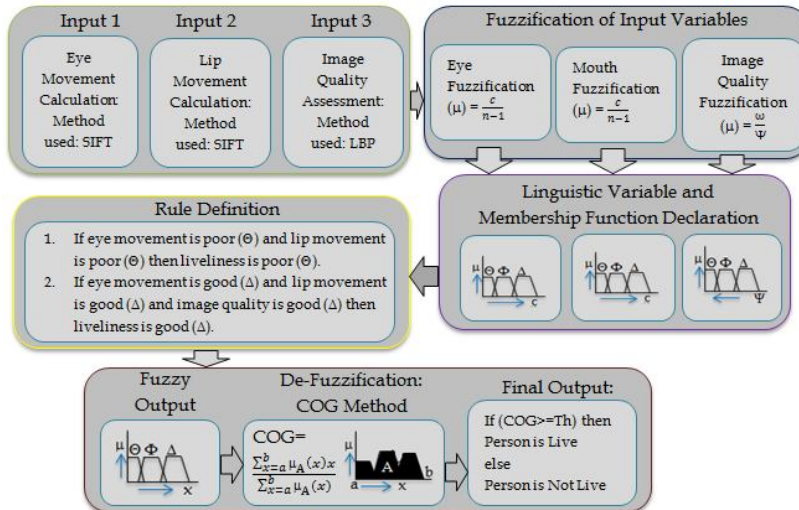 Input 1
Eye
Movement
Calculation:
Method
used: SIFT
Input 2
Lip
Movement
Calculation:
Method
used: SIFT
Input 3
Image
Quality
Assessment:
Method
used: LBP
Fuzzification of Input Variables
Eye
Fuzzification
(μ) = c/n-1
Mouth
Fuzzification
(μ) = c/n-1
Image
Quality
Fuzzification
(μ) = ω/Ψ
Linguistic Variable and
Membership Function Declaration
μ Θ Φ Δ
c
μ Θ Φ Δ
c
μ Θ Φ Δ
Ψ
Rule Definition
1. If eye movement is poor (Θ) and lip movement
is poor (Θ) then liveliness is poor (Θ).
2. If eye movement is good (Δ) and lip movement
is good (Δ) and image quality is good (Δ) then
liveliness is good (Δ).
Fuzzy
Output
μ Θ Φ Δ
x
De-Fuzzification:
COG Method
COG=
∑ᵇₓ₌ₐ μ_A(x)x
∑ᵇₓ₌ₐ μ_A(x)
μ
A
a x b
Final Output:
If (COG>=Th) then
Person is Live
else
Person is Not Live